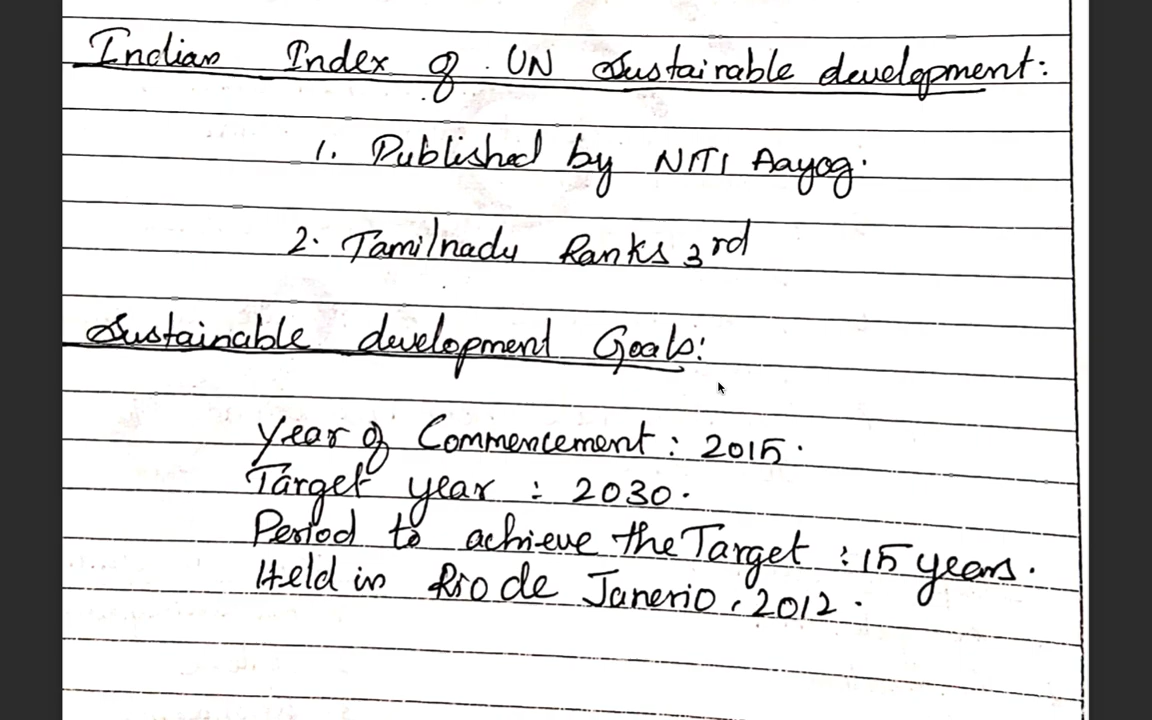 Indian Index of UN Sustainable development:
1. Published by NITI Aayog.
2. Tamilnadu Ranks 3rd
Sustainable development Goals:
Year of Commencement: 2015.
Target year : 2030.
Period to achieve the Target : 15 years.
Held in Rio de Janerio, 2012.